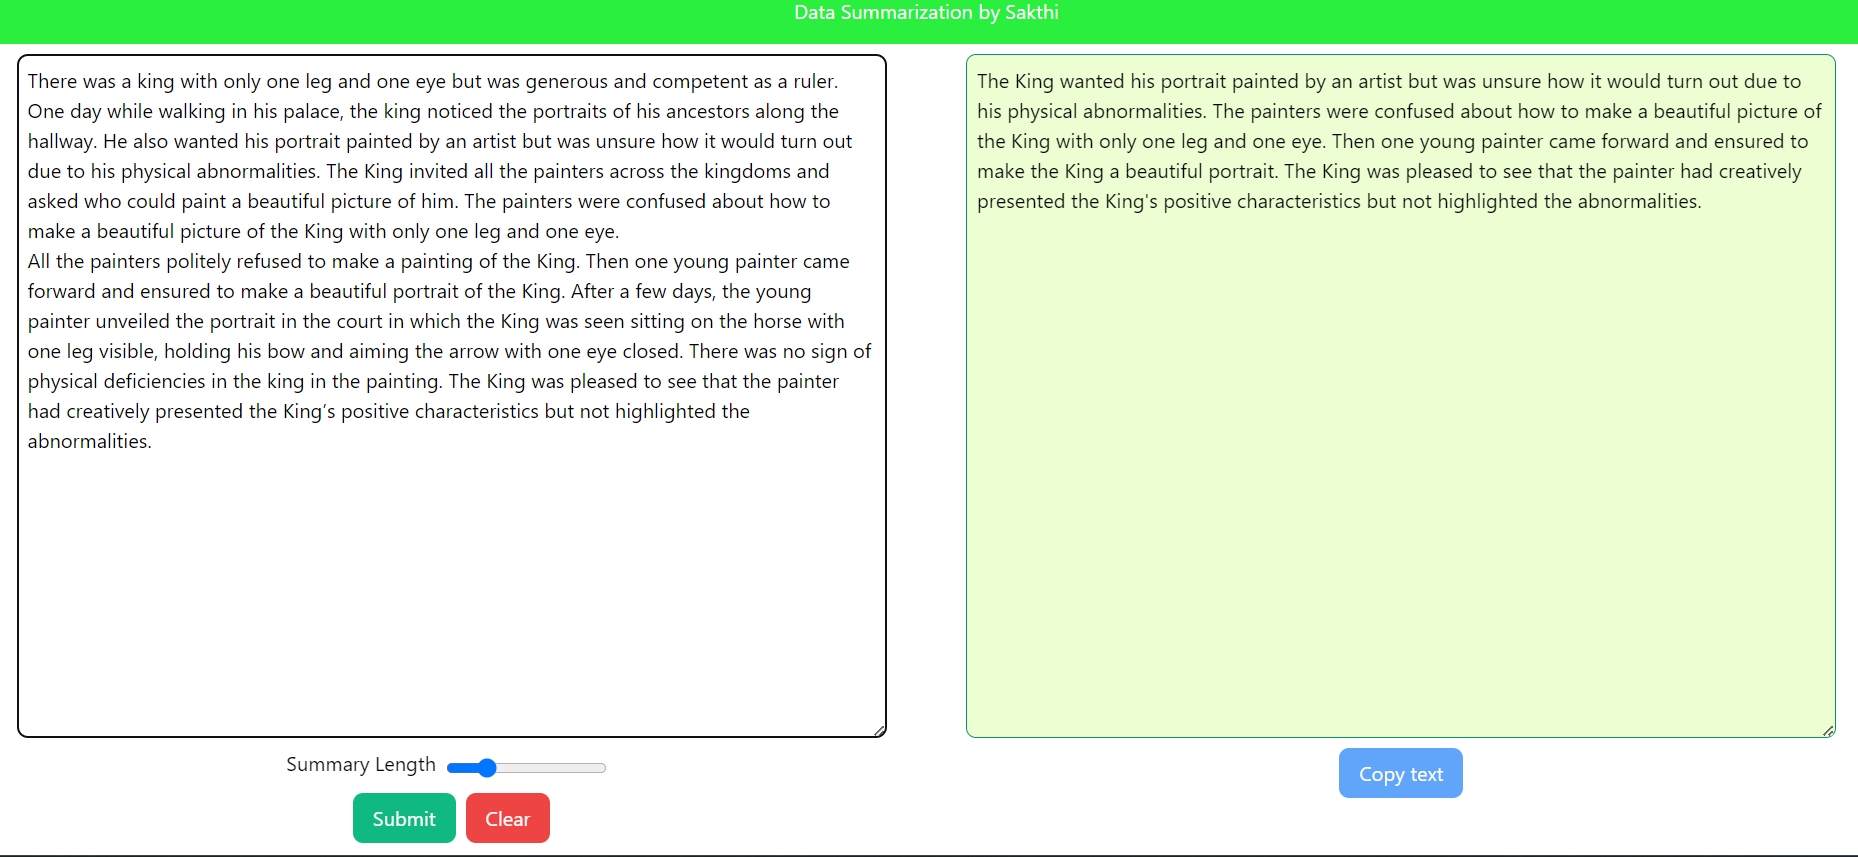 Data Summarization by Sakthi
There was a king with only one leg and one eye but was generous and competent as a ruler.
One day while walking in his palace, the king noticed the portraits of his ancestors along the
hallway. He also wanted his portrait painted by an artist but was unsure how it would turn out
due to his physical abnormalities. The King invited all the painters across the kingdoms and
asked who could paint a beautiful picture of him. The painters were confused about how to
make a beautiful picture of the King with only one leg and one eye.
All the painters politely refused to make a painting of the King. Then one young painter came
forward and ensured to make a beautiful portrait of the King. After a few days, the young
painter unveiled the portrait in the court in which the King was seen sitting on the horse with
one leg visible, holding his bow and aiming the arrow with one eye closed. There was no sign of
physical deficiencies in the king in the painting. The King was pleased to see that the painter
had creatively presented the King’s positive characteristics but not highlighted the
abnormalities.
Summary Length
Submit Clear
The King wanted his portrait painted by an artist but was unsure how it would turn out due to
his physical abnormalities. The painters were confused about how to make a beautiful picture of
the King with only one leg and one eye. Then one young painter came forward and ensured to
make the King a beautiful portrait. The King was pleased to see that the painter had creatively
presented the King's positive characteristics but not highlighted the abnormalities.
Copy text